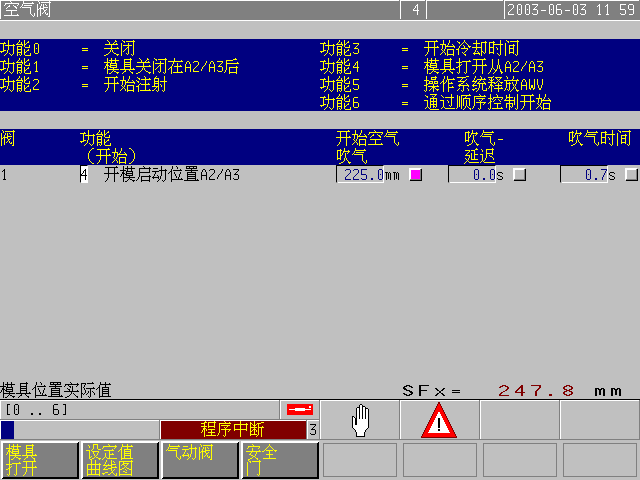 空气阀 4 2003-06-03 11 59
功能0 = 关闭 功能3 = 开始冷却时间
功能1 = 模具关闭在A2/A3后 功能4 = 模具打开从A2/A3
功能2 = 开始注射 功能5 = 操作系统释放AWV
功能6 = 通过顺序控制开始
阀 功能 开始空气 吹气- 吹气时间
(开始) 吹气 延迟
1 4 开模启动位置A2/A3 225.0mm 0.0s 0.7s
模具位置实际值 SFx= 247.8 mm
[0 .. 6]
程序中断 3
模具 设定值 气动阀 安全
打开 曲线图 门